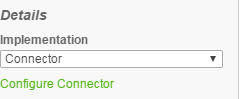 Details
Implementation
Connector
Configure Connector